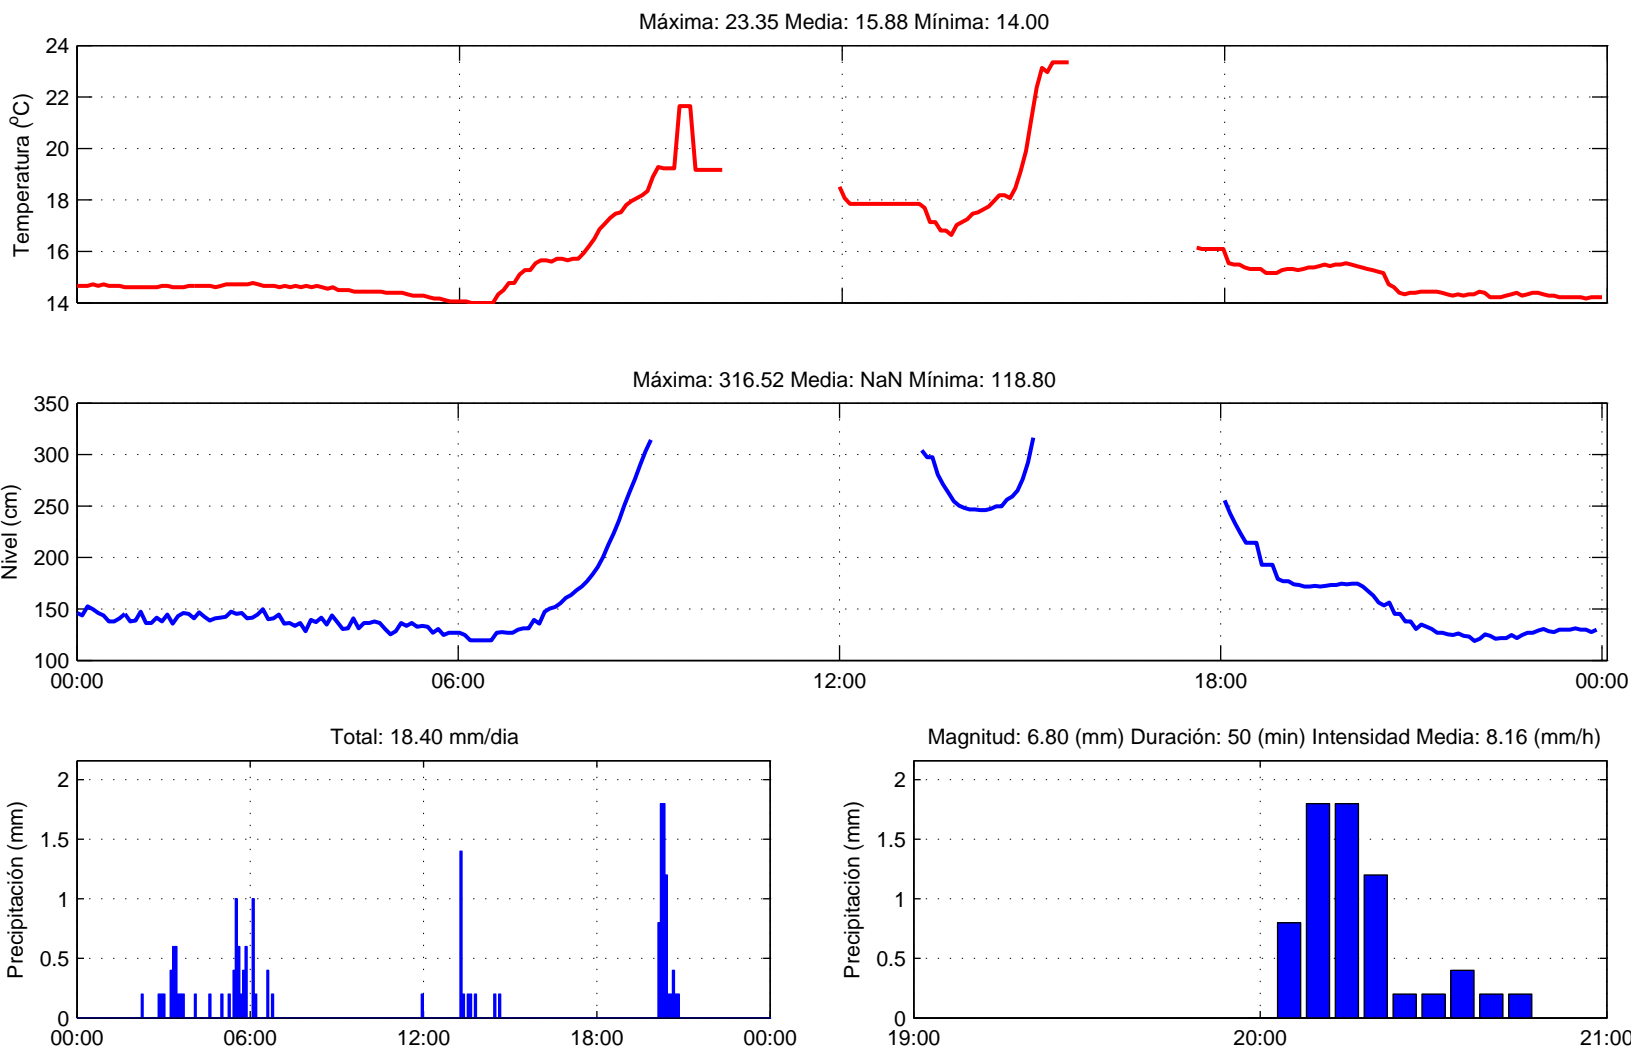 Máxima: 23.35 Media: 15.88 Mínima: 14.00
Temperatura (ºC)
24
22
20
18
16
14
Máxima: 316.52 Media: NaN Mínima: 118.80
Nivel (cm)
350
300
250
200
150
100
00:00 06:00 12:00 18:00 00:00
Total: 18.40 mm/dia
Precipitación (mm)
2
1.5
1
0.5
0
00:00 06:00 12:00 18:00 00:00
Magnitud: 6.80 (mm) Duración: 50 (min) Intensidad Media: 8.16 (mm/h)
Precipitación (mm)
2
1.5
1
0.5
0
19:00 20:00 21:00